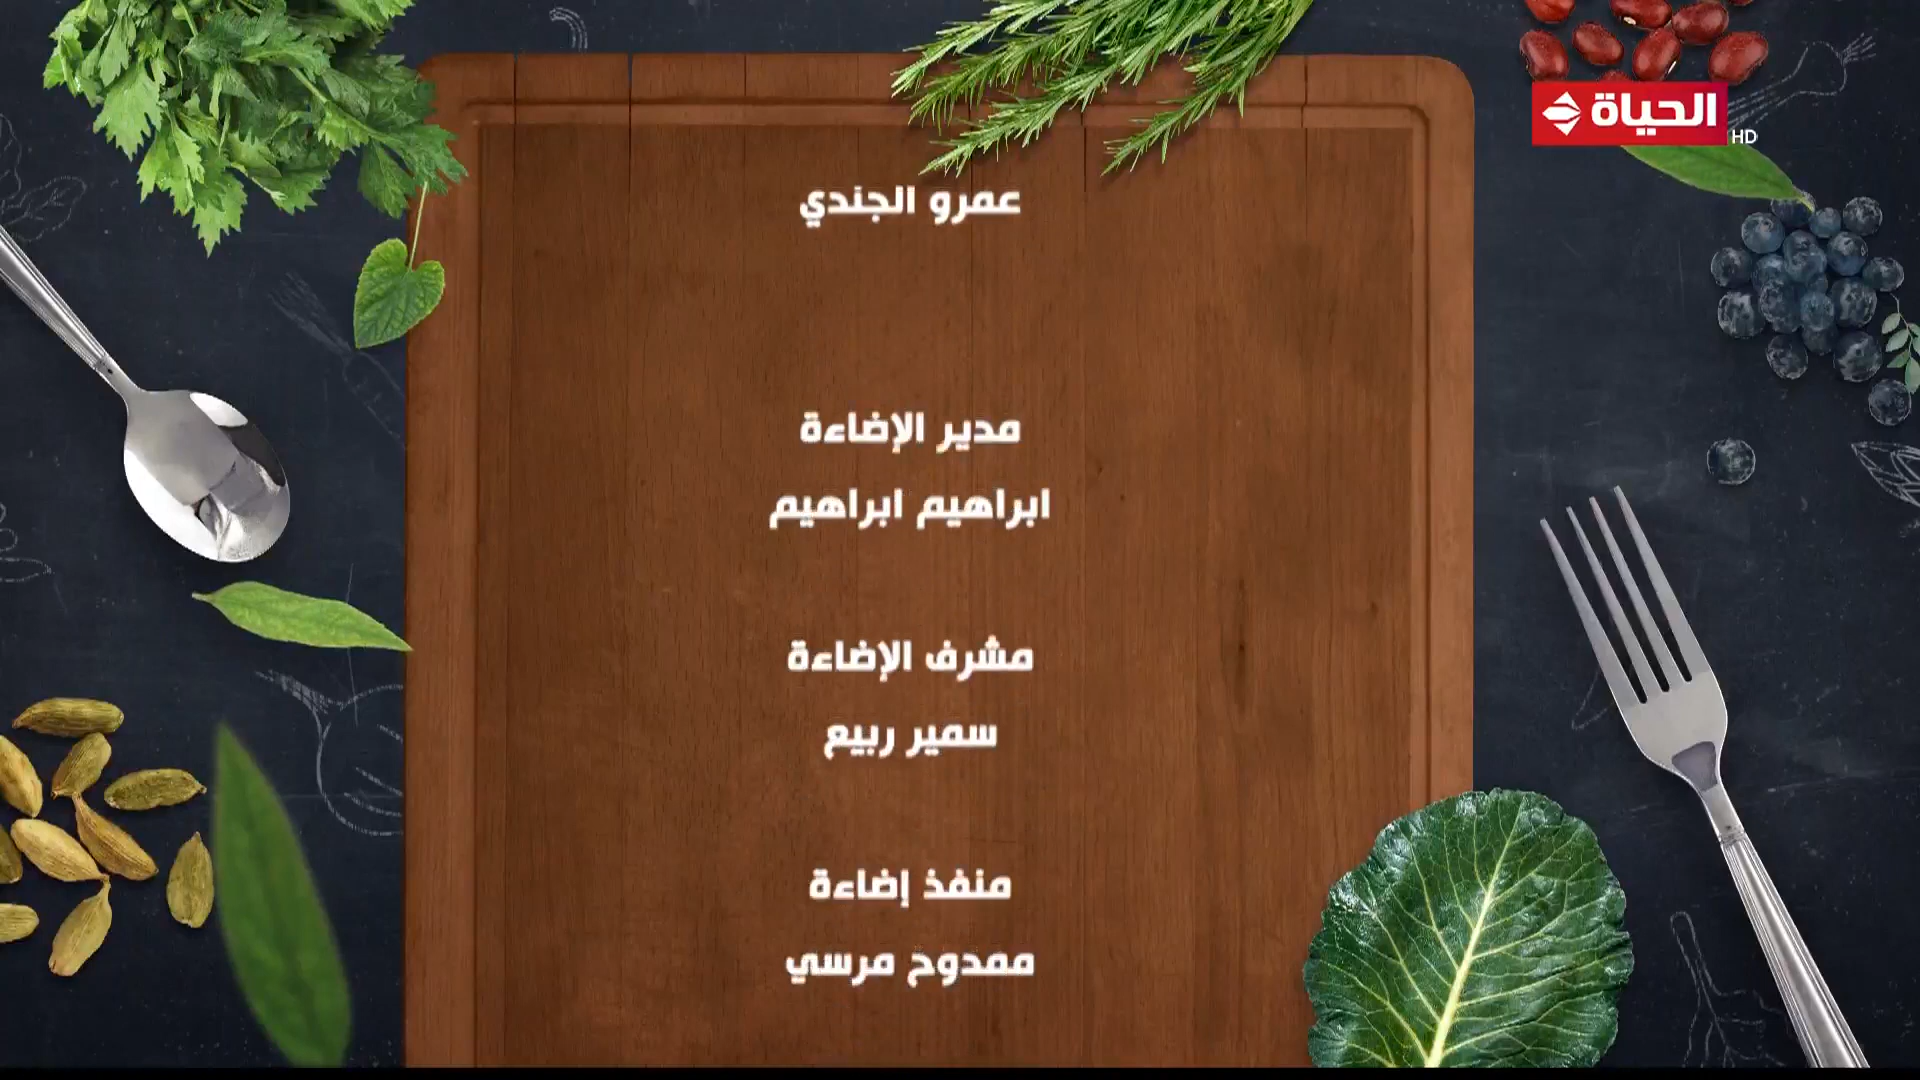 الحياة
HD
عمرو الجندي
مدير الإضاءة
ابراهيم ابراهيم
مشرف الإضاءة
سمير ربيع
منفذ إضاءة
ممدوح مرسي